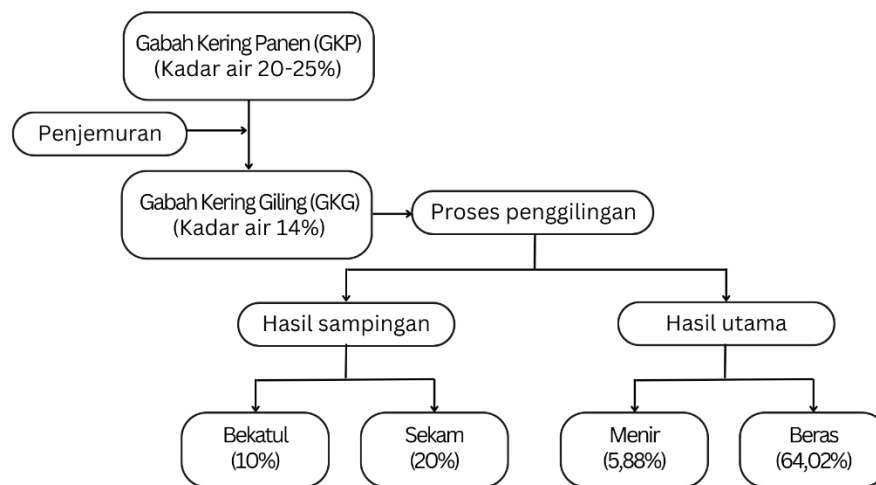 Gabah Kering Panen (GKP)
(Kadar air 20-25%)
Penjemuran
Gabah Kering Giling (GKG)
(Kadar air 14%)
Proses penggilingan
Hasil sampingan
Hasil utama
Bekatul
(10%)
Sekam
(20%)
Menir
(5,88%)
Beras
(64,02%)